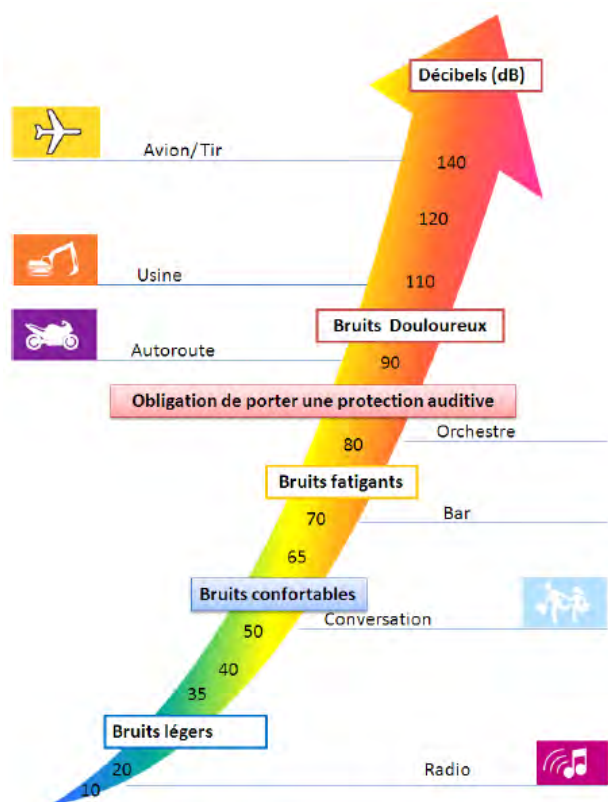 Décibels (dB)
Avion/Tir
140
120
Usine
110
Bruits Douloureux
Autoroute
90
Obligation de porter une protection auditive
Orchestre
80
Bruits fatigants
70
Bar
65
Bruits confortables
50
Conversation
40
35
Bruits légers
20
Radio
10